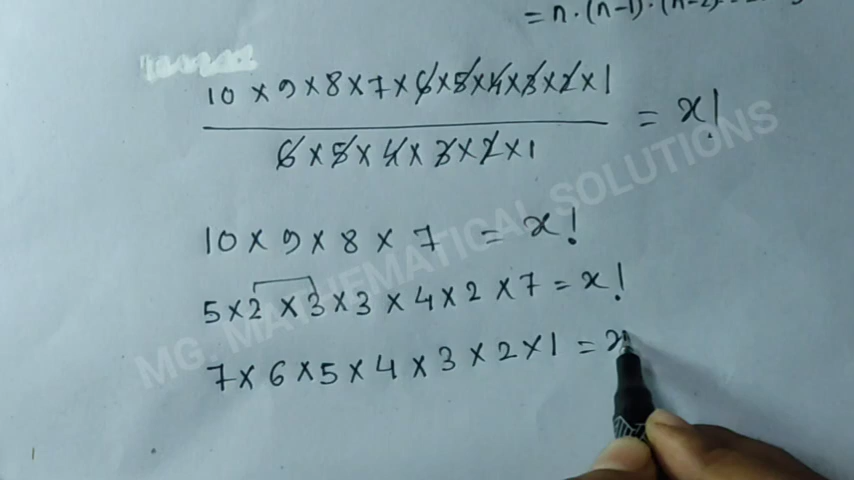 = n·(n-1)·(n-2)
10 × 9 × 8 × 7 × 6 × 5 × 4 × 3 × 2 × 1
= x!
6 × 5 × 4 × 3 × 2 × 1
10 × 9 × 8 × 7 = x!
5 × 2 × 3 × 3 × 4 × 2 × 7 = x!
7 × 6 × 5 × 4 × 3 × 2 × 1 = x
MG MATHEMATICAL SOLUTIONS